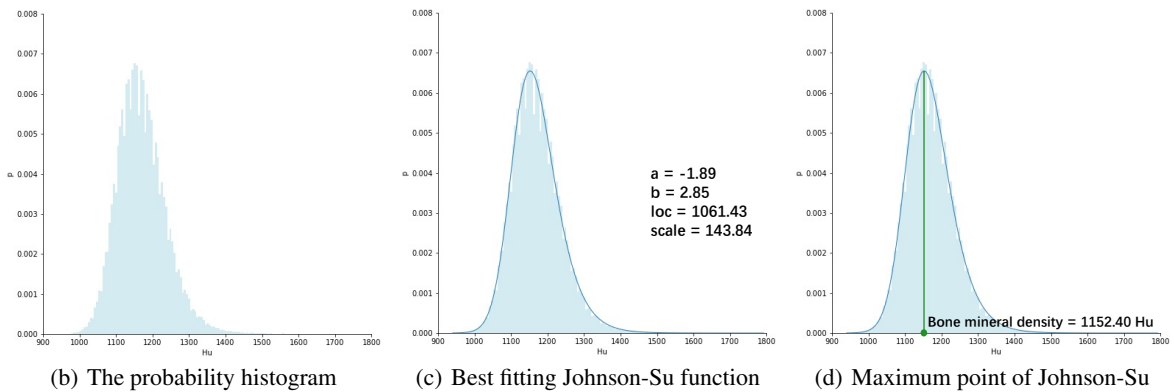 0.008
0.007
0.006
0.005
0.004
0.003
0.002
0.001
0.000
p
900 1000 1100 1200 1300 1400 1500 1600 1700 1800
Hu
(b) The probability histogram
0.008
0.007
0.006
0.005
0.004
0.003
0.002
0.001
0.000
p
a = -1.89
b = 2.85
loc = 1061.43
scale = 143.84
900 1000 1100 1200 1300 1400 1500 1600 1700 1800
Hu
(c) Best fitting Johnson-Su function
0.008
0.007
0.006
0.005
0.004
0.003
0.002
0.001
0.000
p
Bone mineral density = 1152.40 Hu
900 1000 1100 1200 1300 1400 1500 1600 1700 1800
Hu
(d) Maximum point of Johnson-Su